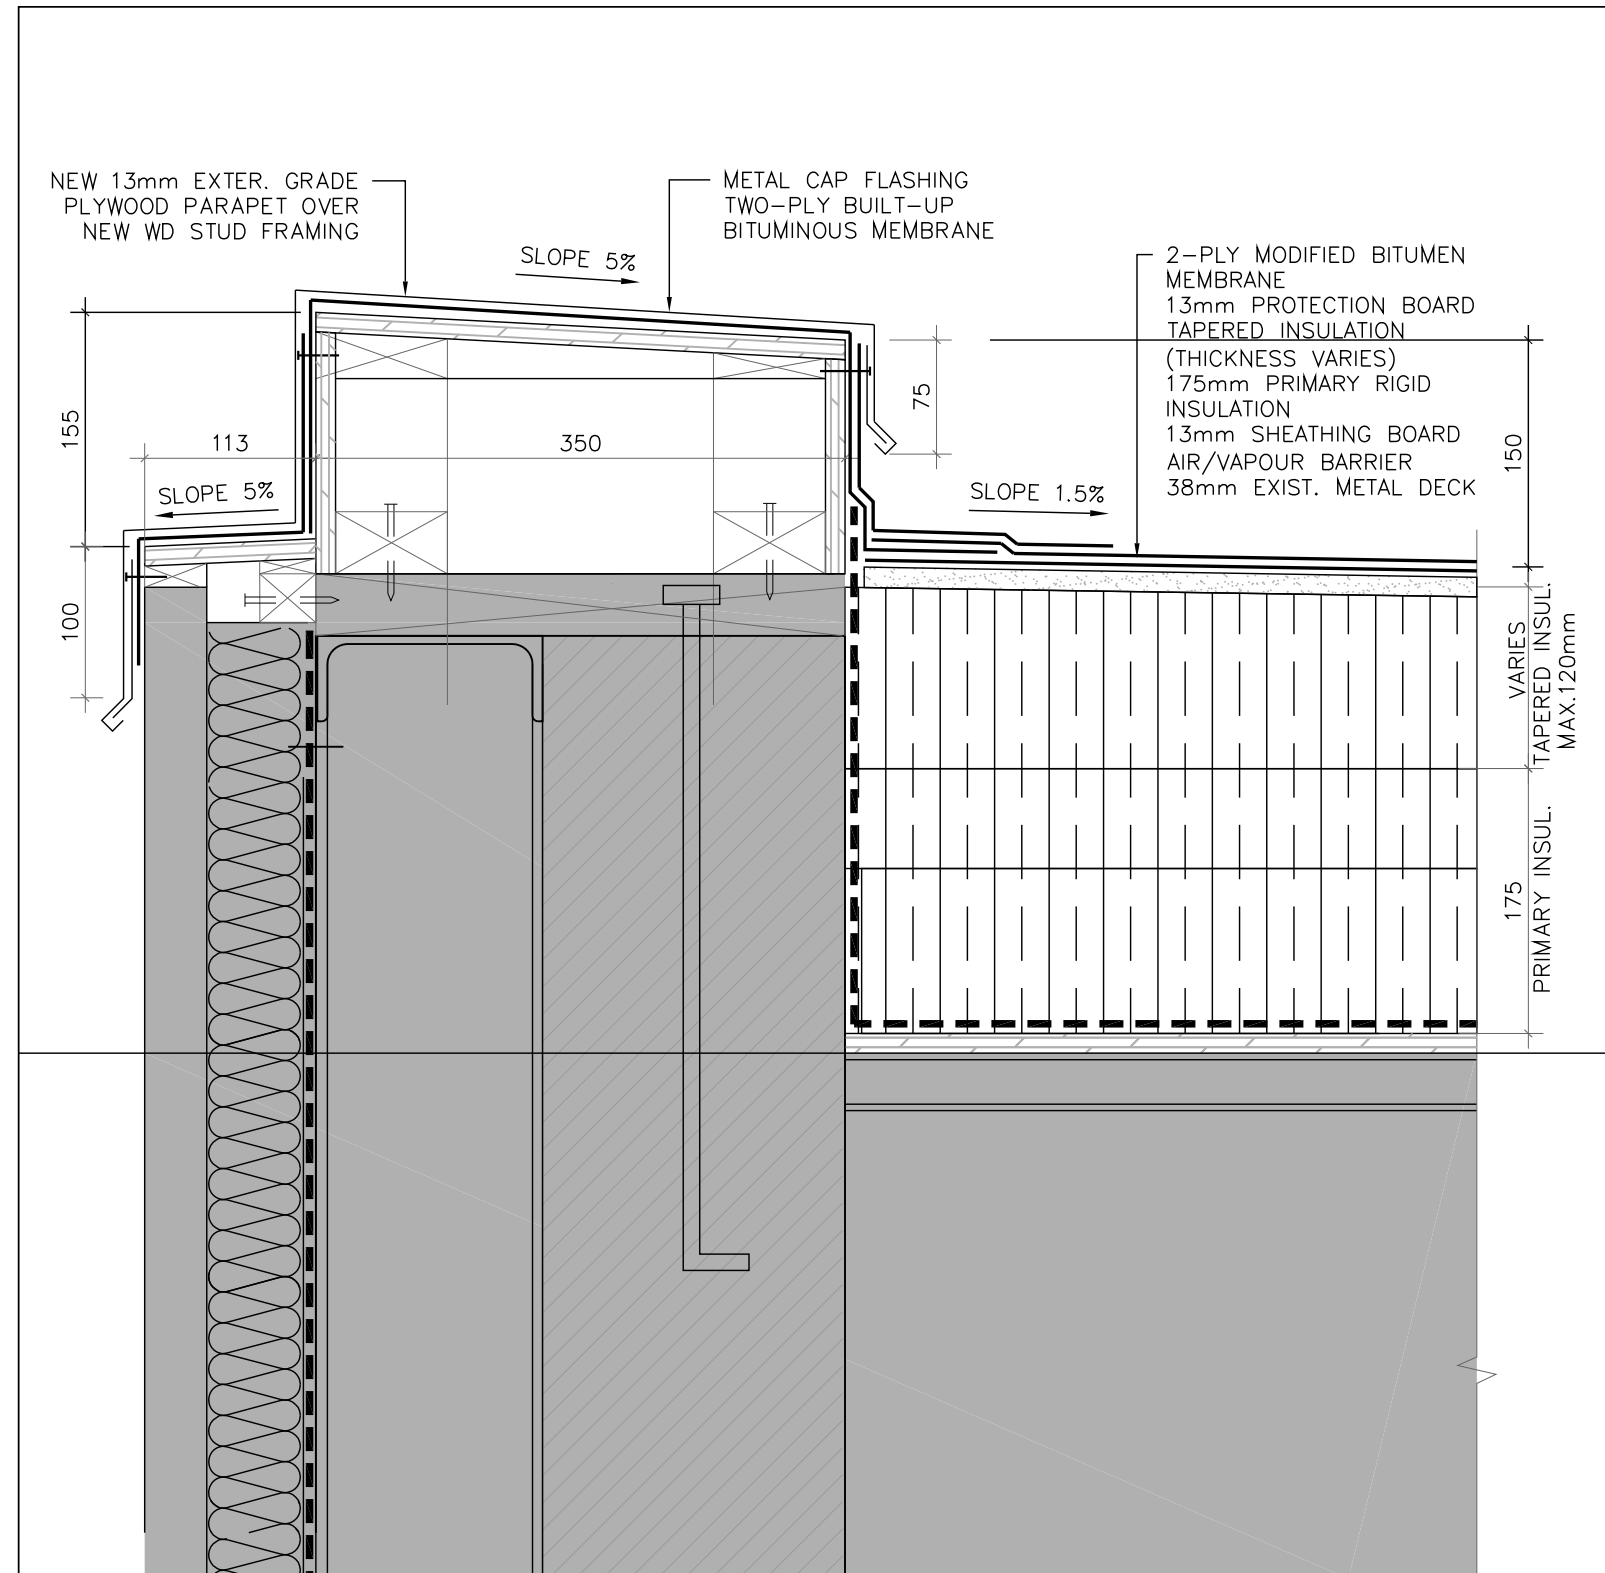 NEW 13mm EXTER. GRADE
PLYWOOD PARAPET OVER
NEW WD STUD FRAMING
METAL CAP FLASHING
TWO-PLY BUILT-UP
BITUMINOUS MEMBRANE
SLOPE 5%
2-PLY MODIFIED BITUMEN
MEMBRANE
13mm PROTECTION BOARD
TAPERED INSULATION
(THICKNESS VARIES)
175mm PRIMARY RIGID
INSULATION
13mm SHEATHING BOARD
AIR/VAPOUR BARRIER
38mm EXIST. METAL DECK
155
113
350
75
150
SLOPE 5%
SLOPE 1.5%
100
VARIES
TAPERED INSUL.
MAX.120mm
175
PRIMARY INSUL.